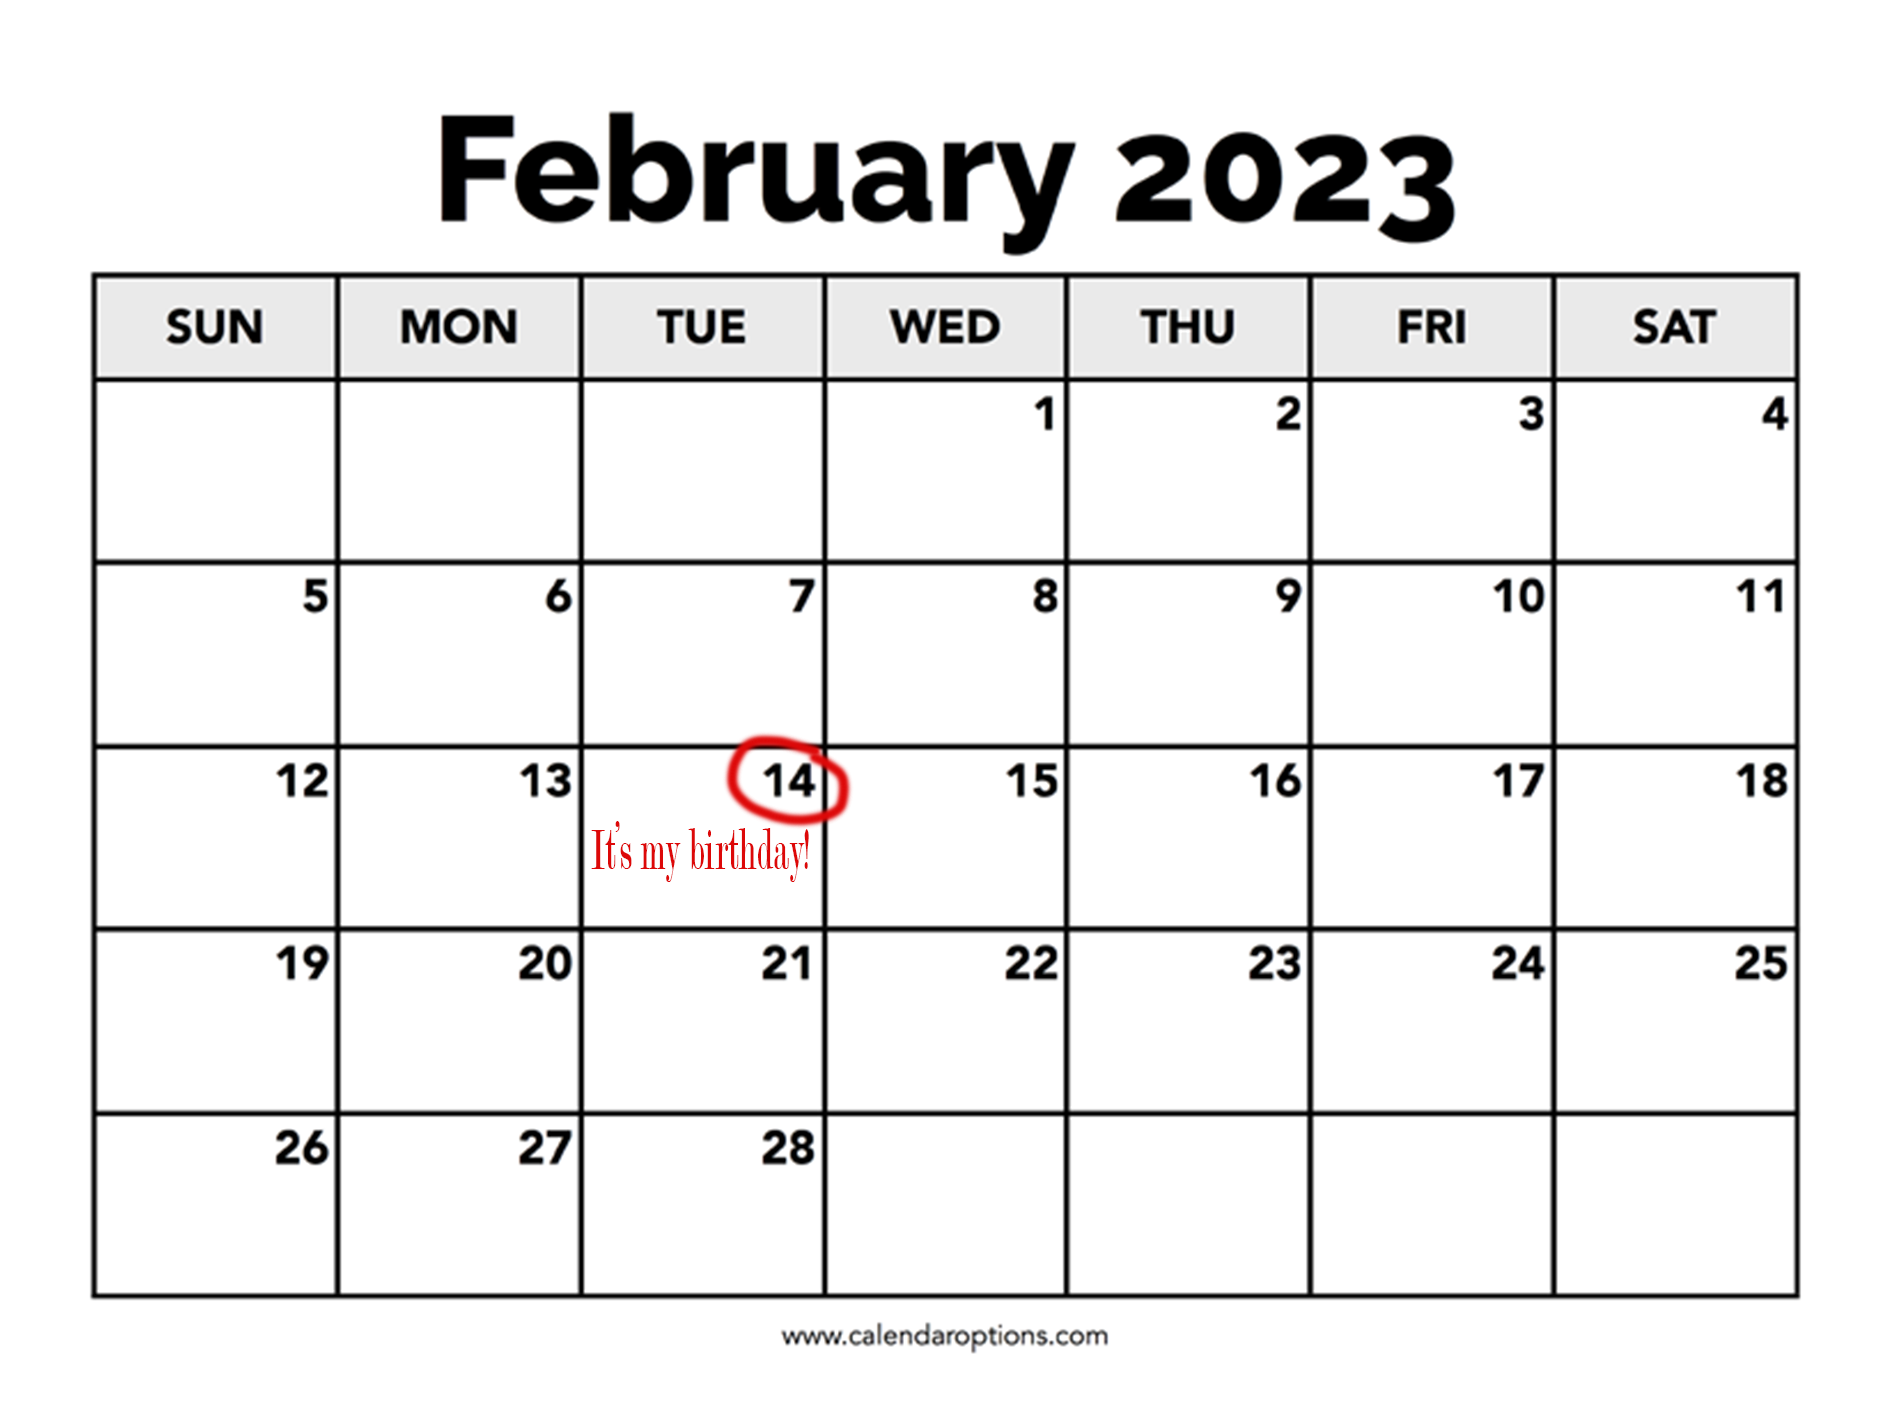 February 2023
SUN MON TUE WED THU FRI SAT
1 2 3 4
5 6 7 8 9 10 11
12 13 14 15 16 17 18
It's my birthday!
19 20 21 22 23 24 25
26 27 28
www.calendaroptions.com